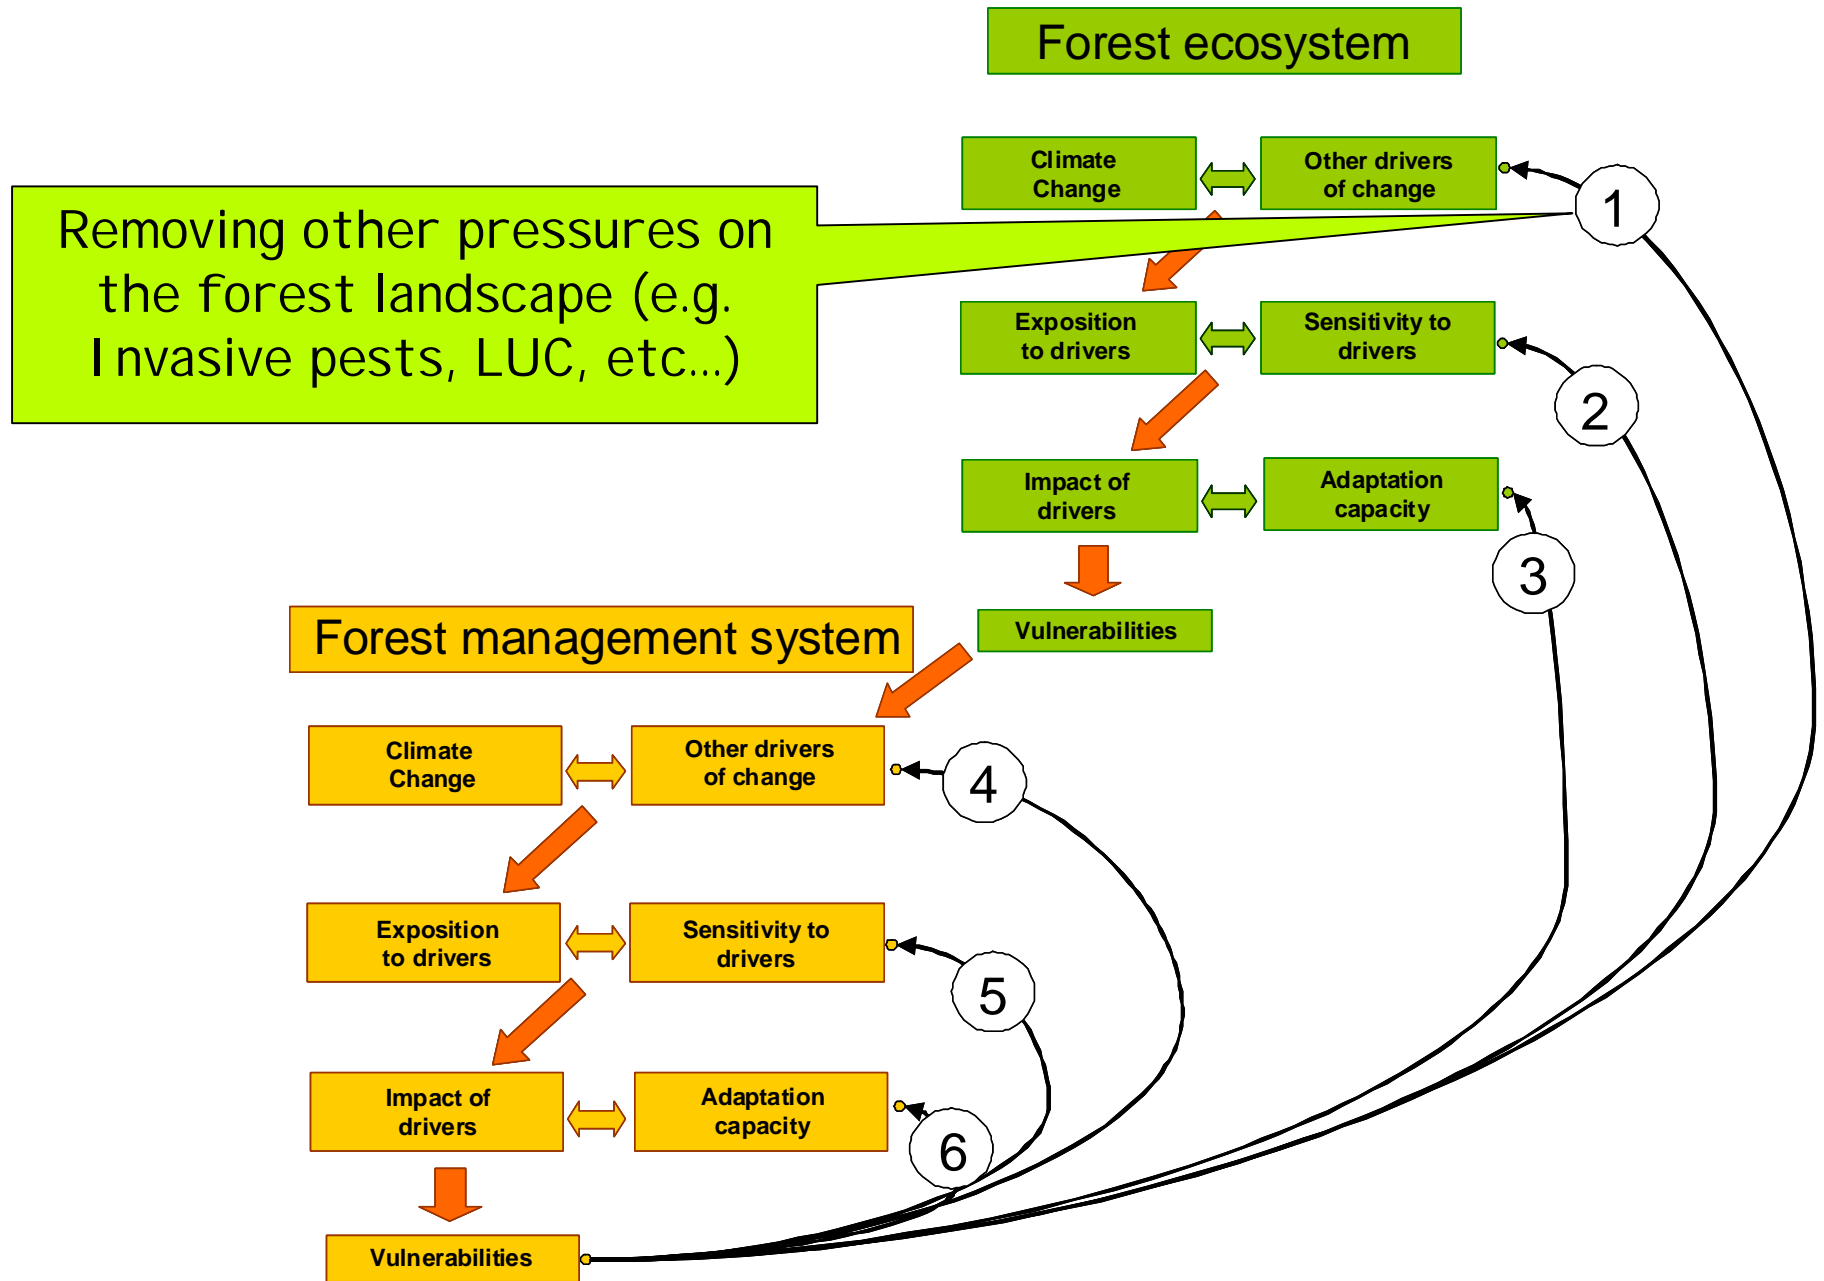 Forest ecosystem
Climate
Change
Other drivers
of change
1
Removing other pressures on
the forest landscape (e.g.
Invasive pests, LUC, etc...)
Exposition
to drivers
Sensitivity to
drivers
2
Impact of
drivers
Adaptation
capacity
3
Vulnerabilities
Forest management system
Climate
Change
Other drivers
of change
4
Exposition
to drivers
Sensitivity to
drivers
5
Impact of
drivers
Adaptation
capacity
6
Vulnerabilities